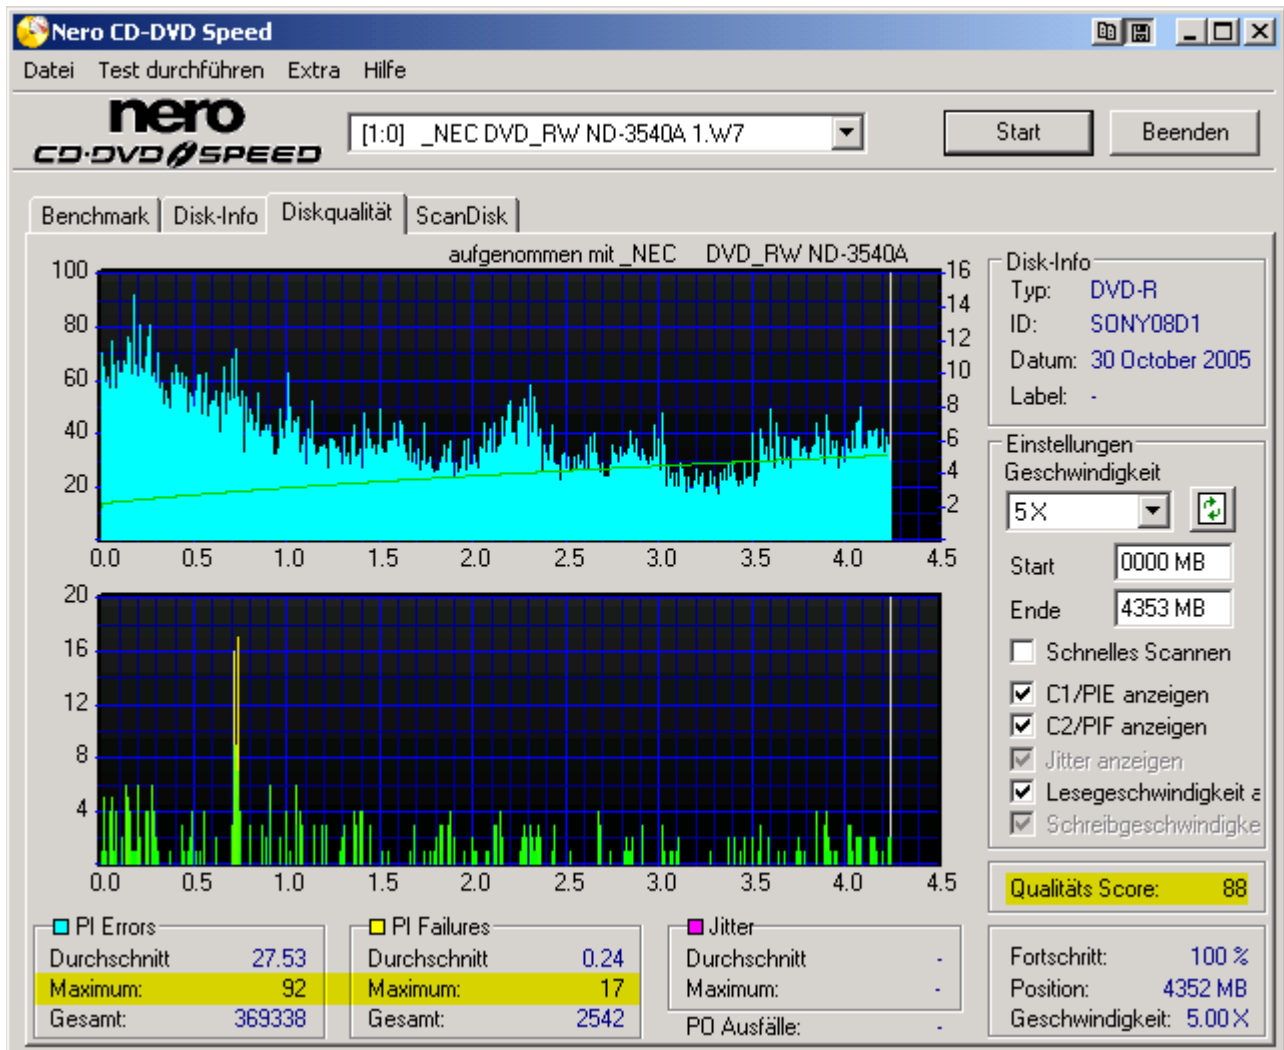 Nero CD-DVD Speed
Datei Test durchführen Extra Hilfe
nero
CD·DVD SPEED
[1:0] _NEC DVD_RW ND-3540A 1.W7
Start
Beenden
Benchmark
Disk-Info
Diskqualität
ScanDisk
aufgenommen mit _NEC DVD_RW ND-3540A
100
80
60
40
20
16
14
12
10
8
6
4
2
0.0 0.5 1.0 1.5 2.0 2.5 3.0 3.5 4.0 4.5
20
16
12
8
4
0.0 0.5 1.0 1.5 2.0 2.5 3.0 3.5 4.0 4.5
Disk-Info
Typ: DVD-R
ID: SONY08D1
Datum: 30 October 2005
Label: -
Einstellungen
Geschwindigkeit
5X
Start 0000 MB
Ende 4353 MB
Schnelles Scannen
C1/PIE anzeigen
C2/PIF anzeigen
Jitter anzeigen
Lesegeschwindigkeit a
Schreibgeschwindigke
Qualitäts Score: 88
PI Errors
Durchschnitt 27.53
Maximum: 92
Gesamt: 369338
PI Failures
Durchschnitt 0.24
Maximum: 17
Gesamt: 2542
Jitter
Durchschnitt -
Maximum: -
PO Ausfälle: -
Fortschritt: 100 %
Position: 4352 MB
Geschwindigkeit: 5.00 X